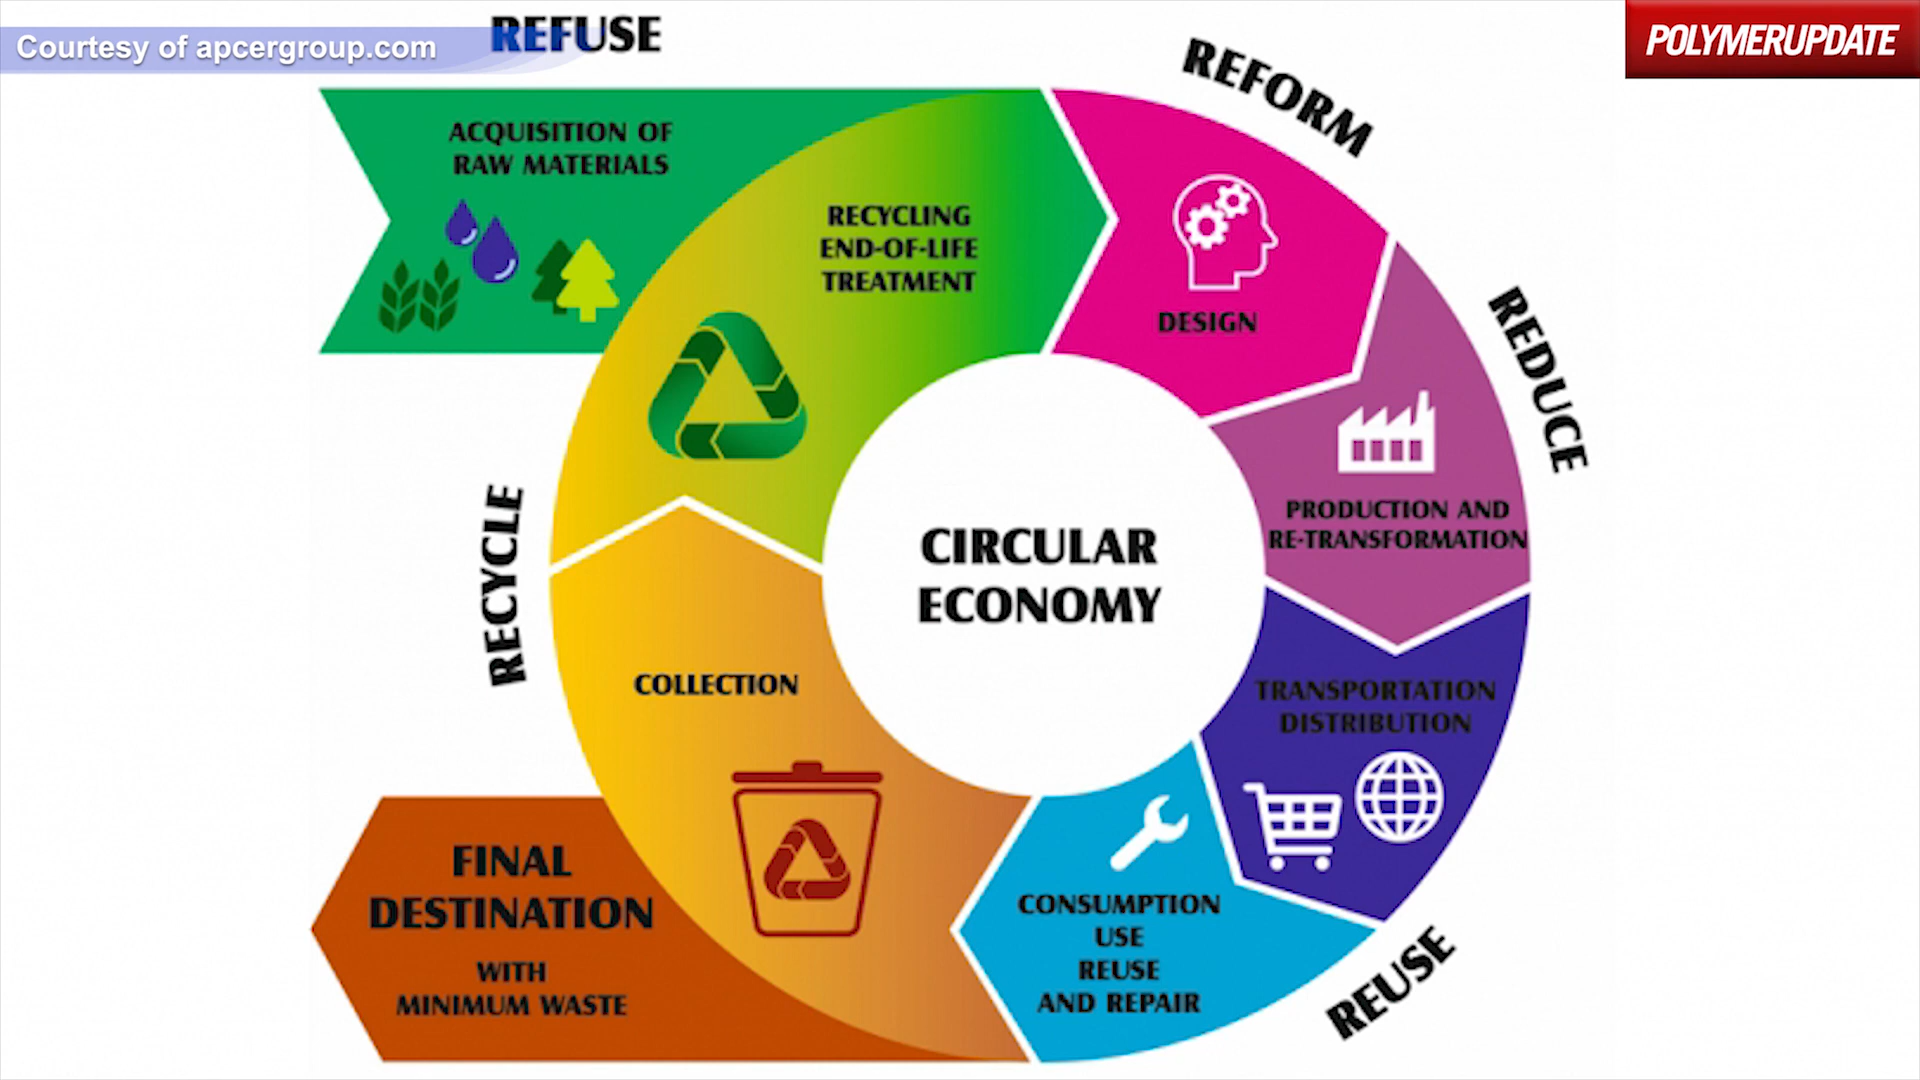 Courtesy of apcergroup.com
REFUSE
POLYMERUPDATE
REFORM
ACQUISITION OF
RAW MATERIALS
RECYCLING
END-OF-LIFE
TREATMENT
DESIGN
REDUCE
PRODUCTION AND
RE-TRANSFORMATION
RECYCLE
CIRCULAR
ECONOMY
COLLECTION
TRANSPORTATION
DISTRIBUTION
FINAL
DESTINATION
WITH
MINIMUM WASTE
CONSUMPTION
USE
REUSE
AND REPAIR
REUSE